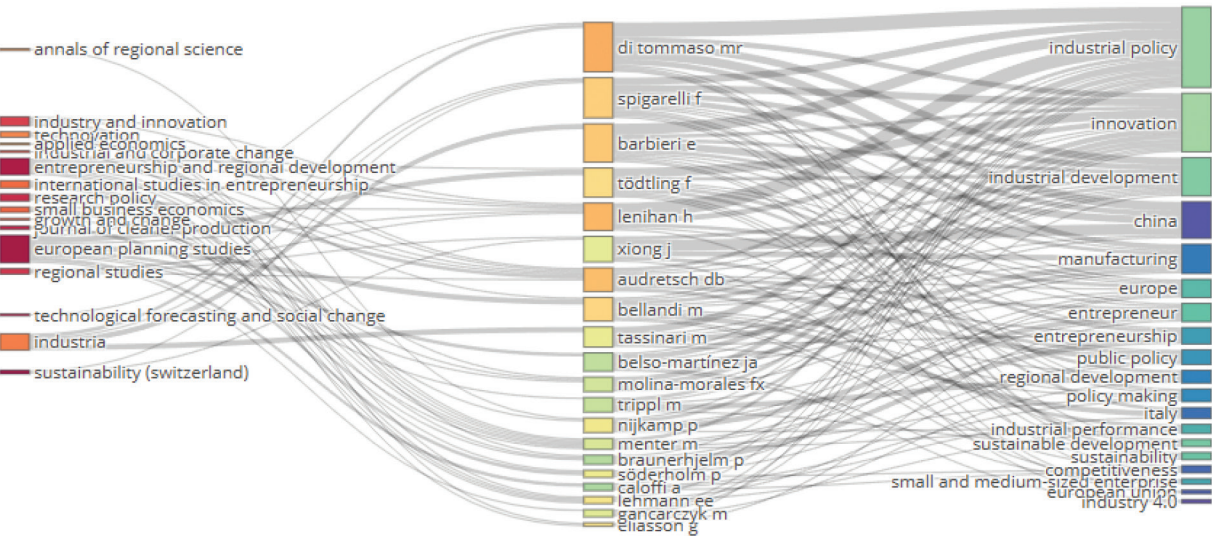 annals of regional science
industry and innovation
technovation
applied economics
industrial and corporate change
entrepreneurship and regional development
international studies in entrepreneurship
research policy
small business economics
growth and change
journal of cleaner production
european planning studies
regional studies
technological forecasting and social change
industria
sustainability (switzerland)
di tommaso mr
spigarelli f
barbieri e
tödtling f
lenihan h
xiong j
audretsch db
bellandi m
tassinari m
belso-martínez ja
molina-morales fx
trippl m
nijkamp p
menter m
braunerhjelm p
söderholm p
caloffi a
lehmann ee
gancarczyk m
eliasson g
industrial policy
innovation
industrial development
china
manufacturing
europe
entrepreneur
entrepreneurship
public policy
regional development
policy making
italy
industrial performance
sustainable development
sustainability
competitiveness
small and medium-sized enterprise
european union
industry 4.0